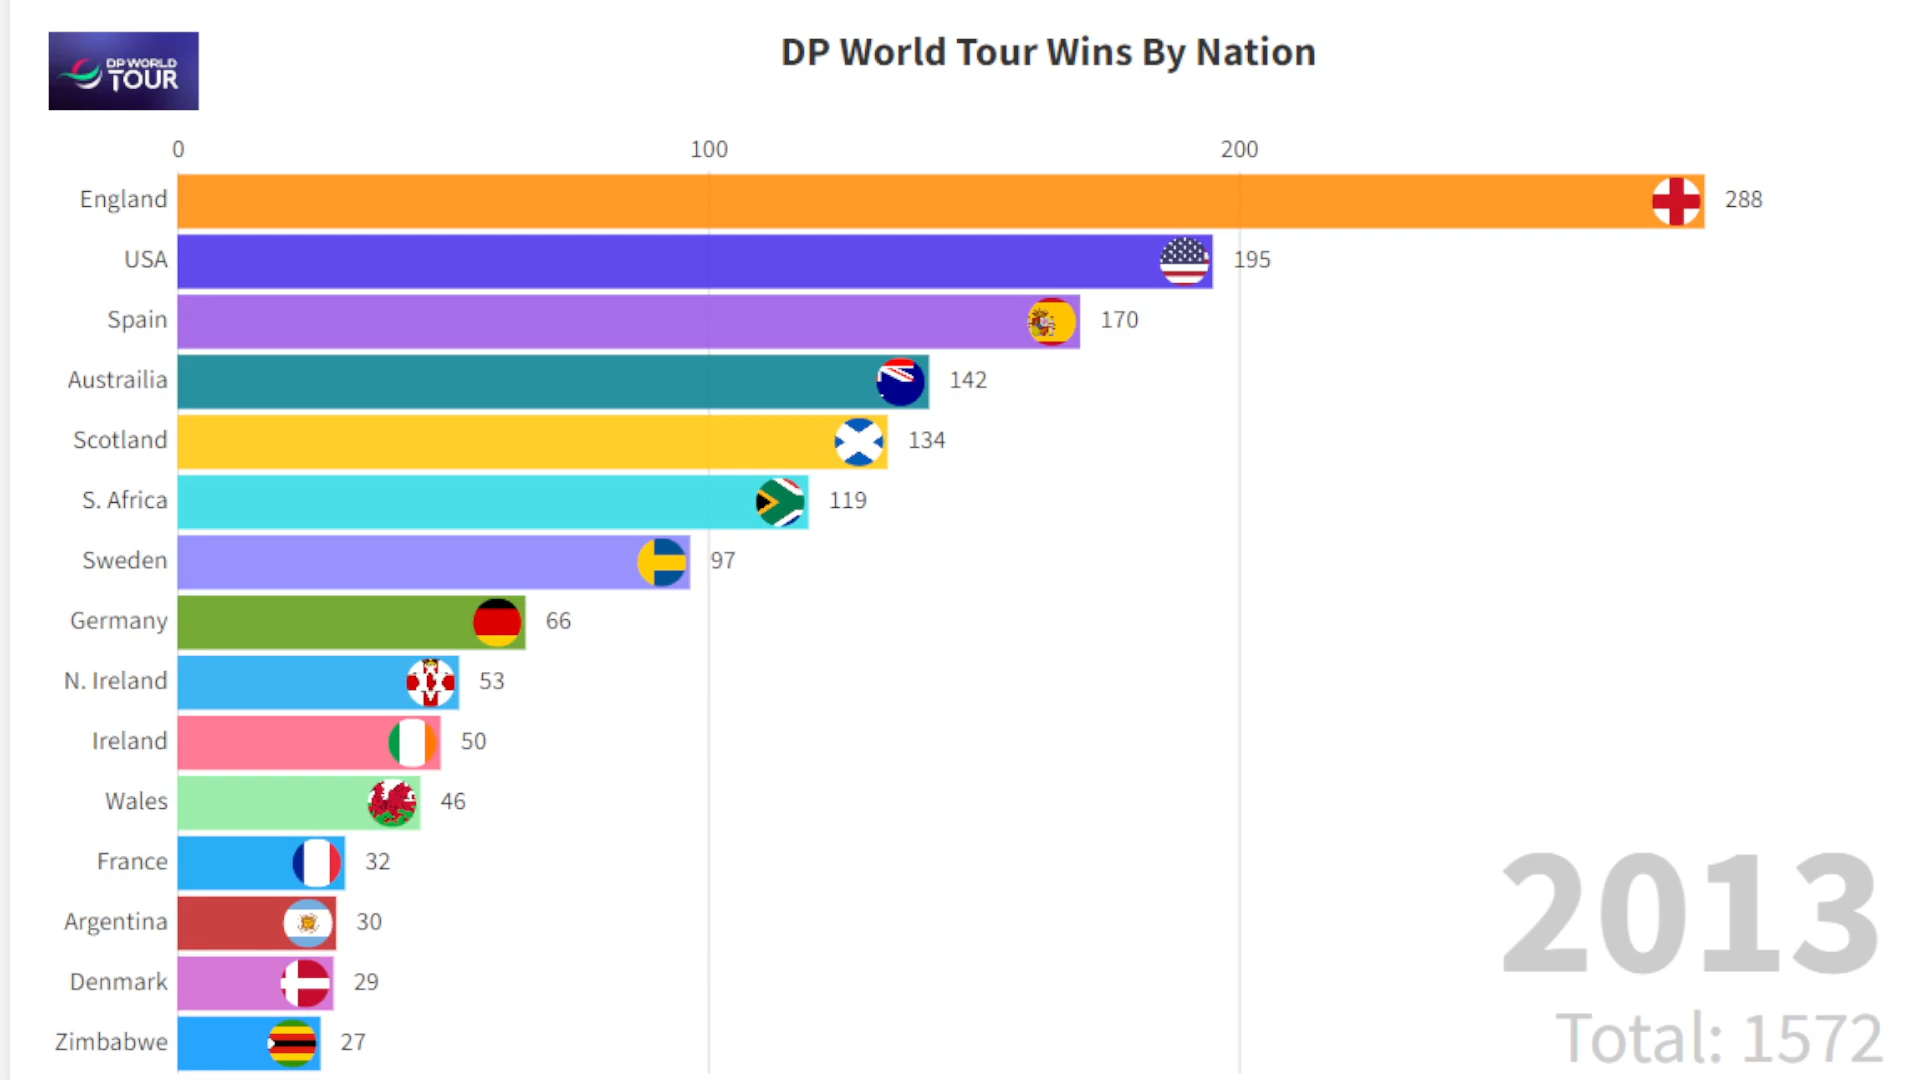 DP World Tour Wins By Nation
DP WORLD
TOUR
0 100 200
England 288
USA 195
Spain 170
Austrailia 142
Scotland 134
S. Africa 119
Sweden 97
Germany 66
N. Ireland 53
Ireland 50
Wales 46
France 32
Argentina 30
Denmark 29
Zimbabwe 27
2013
Total: 1572